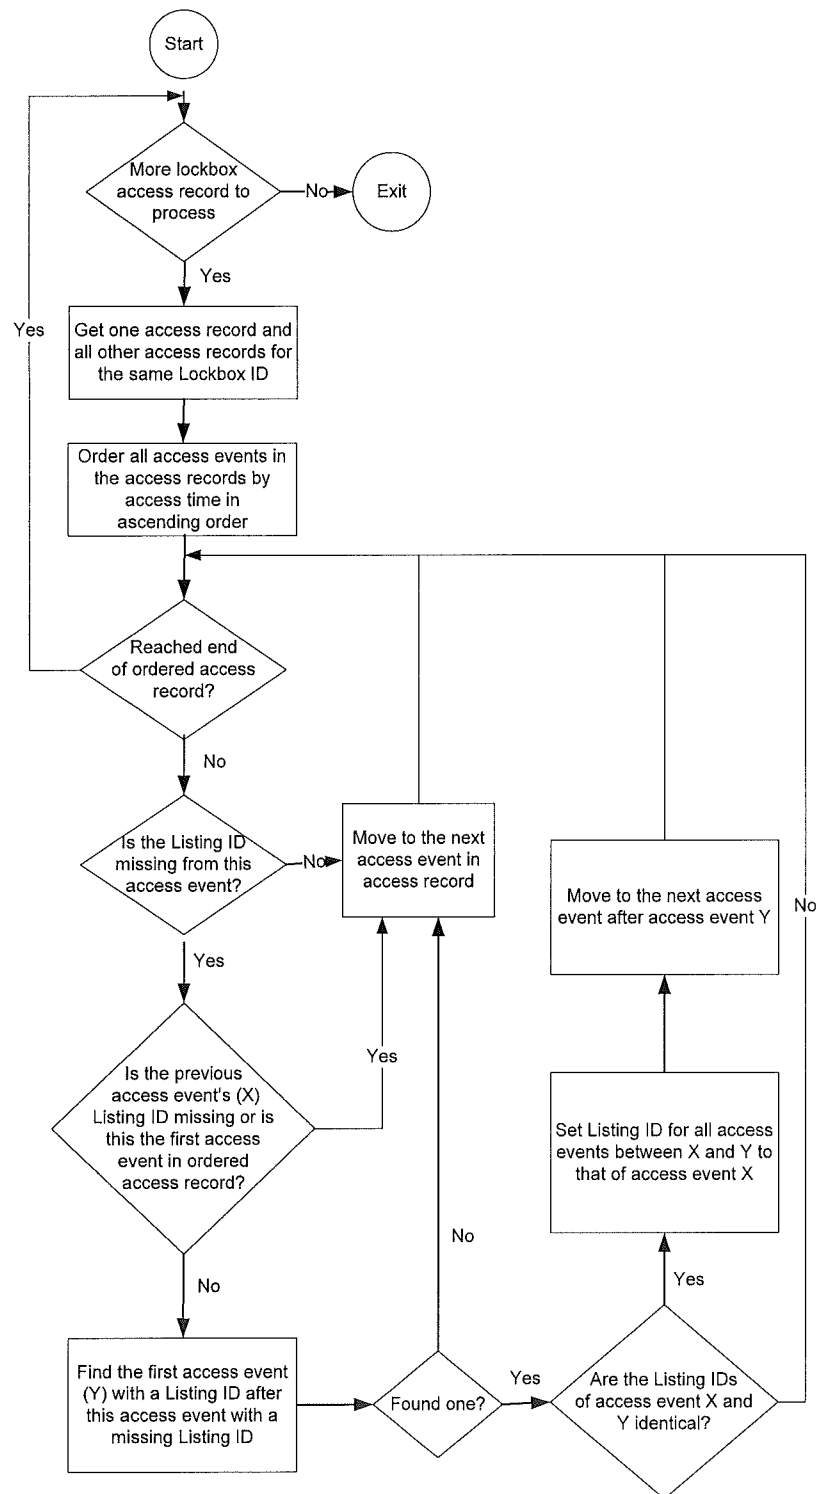 Start
More lockbox
access record to
process
No
Exit
Yes
Yes
Get one access record and
all other access records for
the same Lockbox ID
Order all access events in
the access records by
access time in
ascending order
Reached end
of ordered access
record?
No
Is the Listing ID
missing from this
access event?
No
Move to the next
access event in
access record
Move to the next access
event after access event Y
No
Yes
Yes
Is the previous
access event's (X)
Listing ID missing or is
this the first access
event in ordered
access record?
Set Listing ID for all access
events between X and Y to
that of access event X
No
No
Yes
Find the first access event
(Y) with a Listing ID after
this access event with a
missing Listing ID
Found one?
Yes
Are the Listing IDs
of access event X and
Y identical?